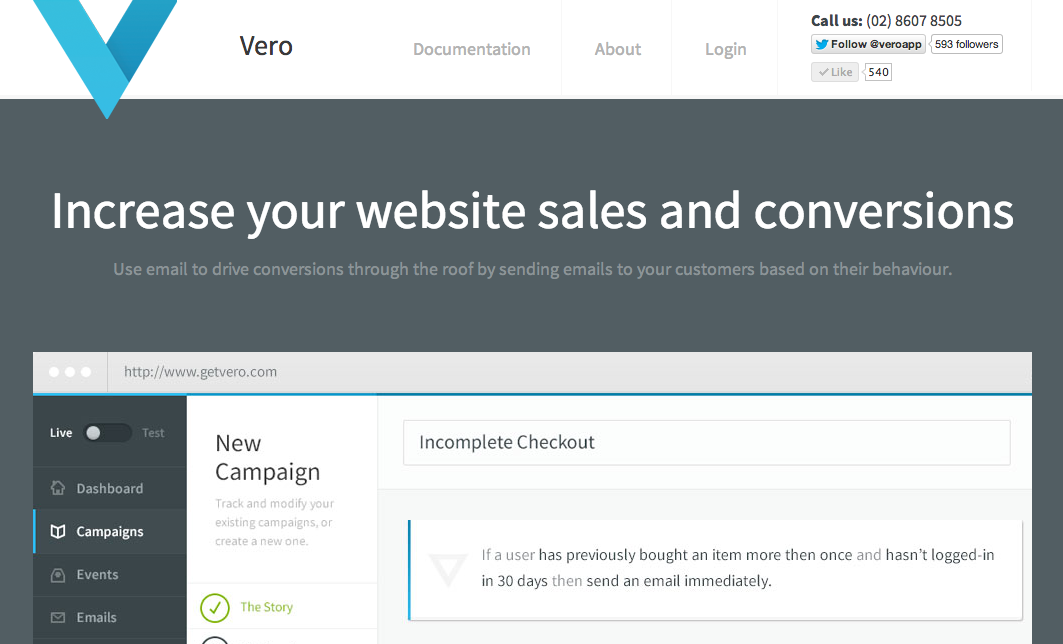 Vero
Documentation
About
Login
Call us: (02) 8607 8505
Follow @veroapp
593 followers
Like
540
Increase your website sales and conversions
Use email to drive conversions through the roof by sending emails to your customers based on their behaviour.
http://www.getvero.com
Live
Test
Dashboard
Campaigns
Events
Emails
New
Campaign
Track and modify your
existing campaigns, or
create a new one.
The Story
Incomplete Checkout
If a user has previously bought an item more then once and hasn't logged-in
in 30 days then send an email immediately.